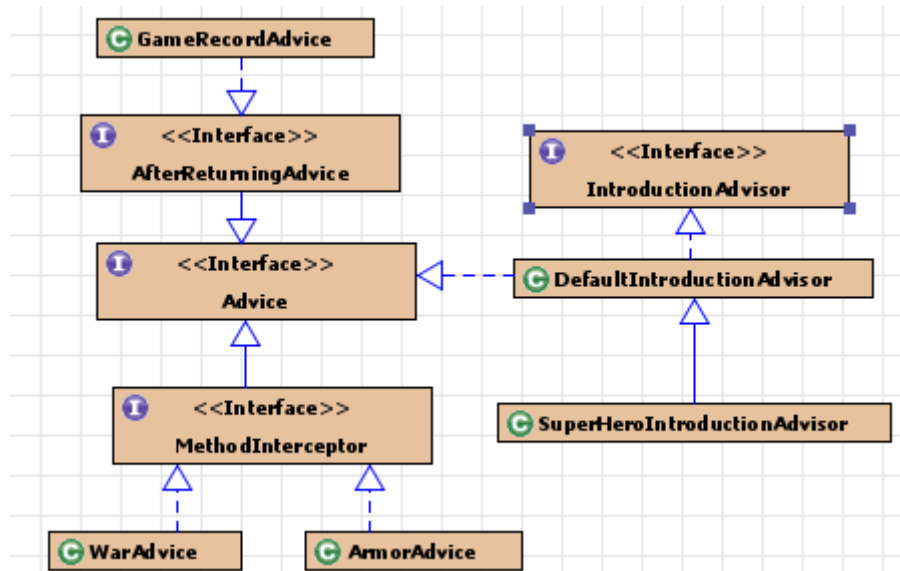 C GameRecordAdvice
I <<Interface>>
AfterReturningAdvice
I <<Interface>>
IntroductionAdvisor
I <<Interface>>
Advice
C DefaultIntroductionAdvisor
I <<Interface>>
MethodInterceptor
C SuperHeroIntroductionAdvisor
C WarAdvice
C ArmorAdvice